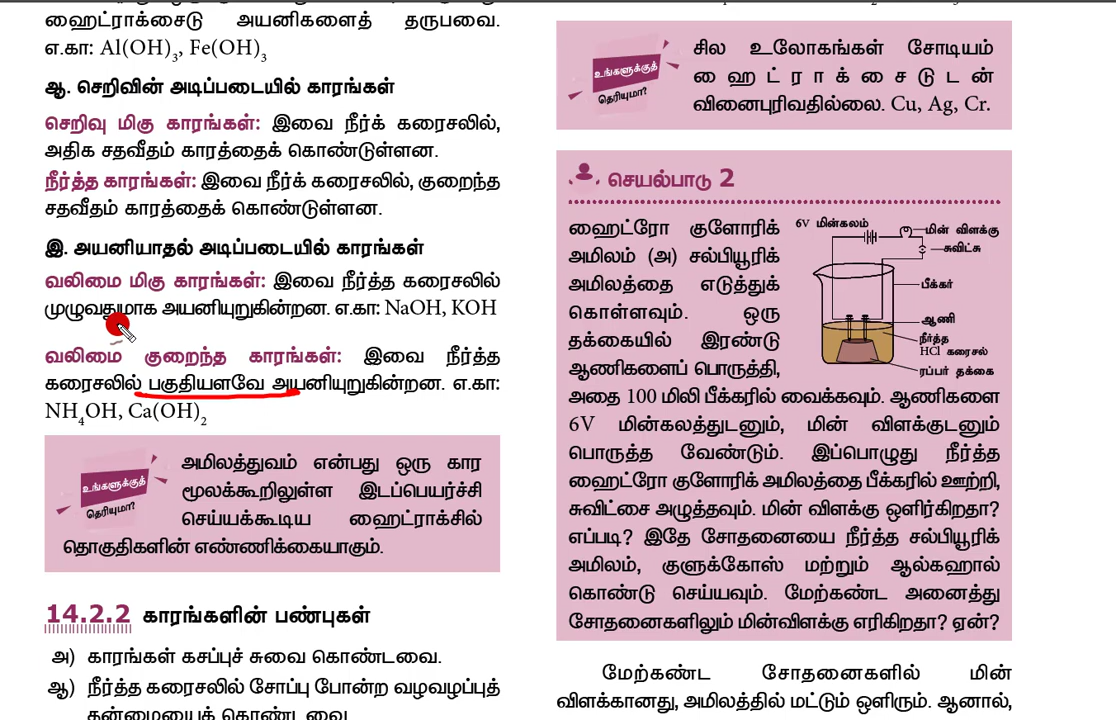 ஹைட்ராக்சைடு அயனிகளைத் தருபவை.
எ.கா: Al(OH)₃, Fe(OH)₃
ஆ. செறிவின் அடிப்படையில் காரங்கள்
செறிவு மிகு காரங்கள்: இவை நீர்க் கரைசலில்,
அதிக சதவீதம் காரத்தைக் கொண்டுள்ளன.
நீர்த்த காரங்கள்: இவை நீர்க் கரைசலில், குறைந்த
சதவீதம் காரத்தைக் கொண்டுள்ளன.
இ. அயனியாதல் அடிப்படையில் காரங்கள்
வலிமை மிகு காரங்கள்: இவை நீர்த்த கரைசலில்
முழுவதுமாக அயனியுறுகின்றன. எ.கா: NaOH, KOH
வலிமை குறைந்த காரங்கள்: இவை நீர்த்த
கரைசலில் பகுதியளவே அயனியுறுகின்றன. எ.கா:
NH₄OH, Ca(OH)₂
உங்களுக்குத்
தெரியுமா?
அமிலத்துவம் என்பது ஒரு கார
மூலக்கூறிலுள்ள இடப்பெயர்ச்சி
செய்யக்கூடிய ஹைட்ராக்சில்
தொகுதிகளின் எண்ணிக்கையாகும்.
14.2.2 காரங்களின் பண்புகள்
அ) காரங்கள் கசப்புச் சுவை கொண்டவை.
ஆ) நீர்த்த கரைசலில் சோப்பு போன்ற வழவழப்புத்
தன்மையைக் கொண்டவை
உங்களுக்குத்
தெரியுமா?
சில உலோகங்கள் சோடியம்
ஹைட்ராக்சைடுடன்
வினைபுரிவதில்லை. Cu, Ag, Cr.
செயல்பாடு 2
ஹைட்ரோ குளோரிக்
அமிலம் (அ) சல்பியூரிக்
அமிலத்தை எடுத்துக்
கொள்ளவும். ஒரு
தக்கையில் இரண்டு
ஆணிகளைப் பொருத்தி,
6V மின்கலம்
மின் விளக்கு
சுவிட்சு
பீக்கர்
ஆணி
நீர்த்த
HCl கரைசல்
ரப்பர் தக்கை
அதை 100 மிலி பீக்கரில் வைக்கவும். ஆணிகளை
6V மின்கலத்துடனும், மின் விளக்குடனும்
பொருத்த வேண்டும். இப்பொழுது நீர்த்த
ஹைட்ரோ குளோரிக் அமிலத்தை பீக்கரில் ஊற்றி,
சுவிட்சை அழுத்தவும். மின் விளக்கு ஒளிர்கிறதா?
எப்படி? இதே சோதனையை நீர்த்த சல்பியூரிக்
அமிலம், குளுக்கோஸ் மற்றும் ஆல்கஹால்
கொண்டு செய்யவும். மேற்கண்ட அனைத்து
சோதனைகளிலும் மின்விளக்கு எரிகிறதா? ஏன்?
மேற்கண்ட சோதனைகளில் மின்
விளக்கானது, அமிலத்தில் மட்டும் ஒளிரும். ஆனால்,